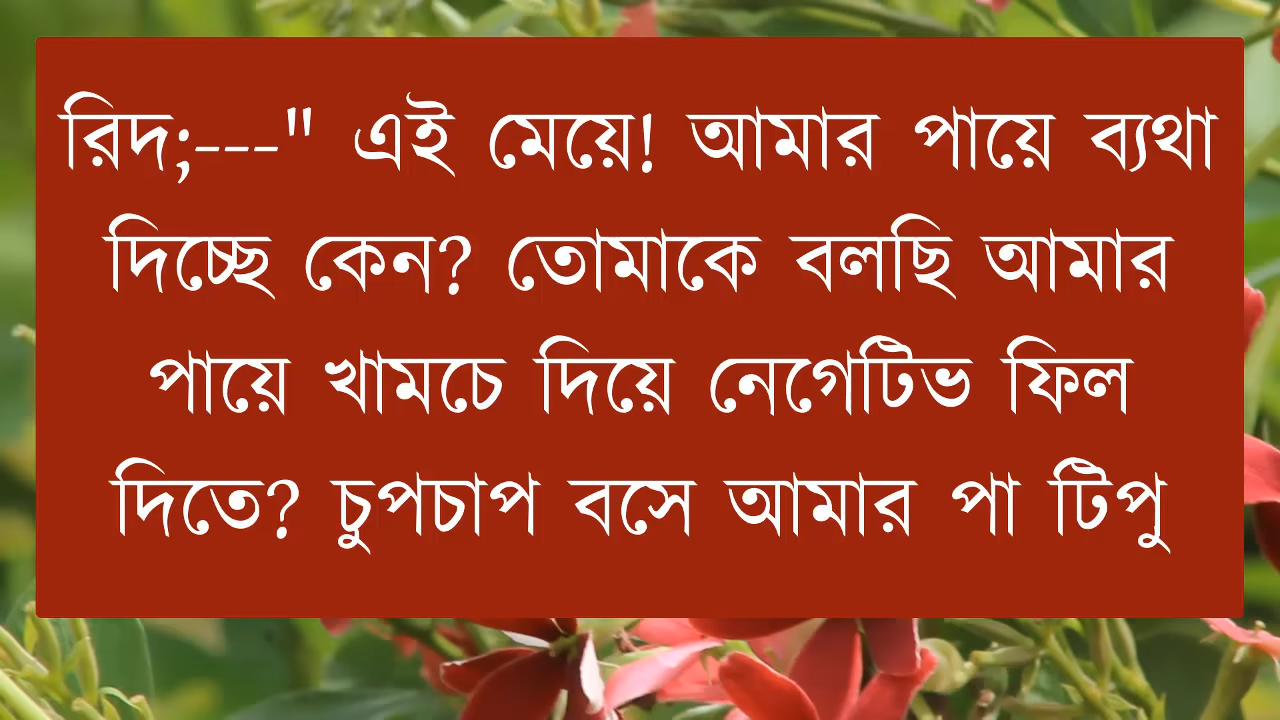 রিদ;---" এই মেয়ে! আমার পায়ে ব্যথা
দিচ্ছে কেন? তোমাকে বলছি আমার
পায়ে খামচে দিয়ে নেগেটিভ ফিল
দিতে? চুপচাপ বসে আমার পা টিপু